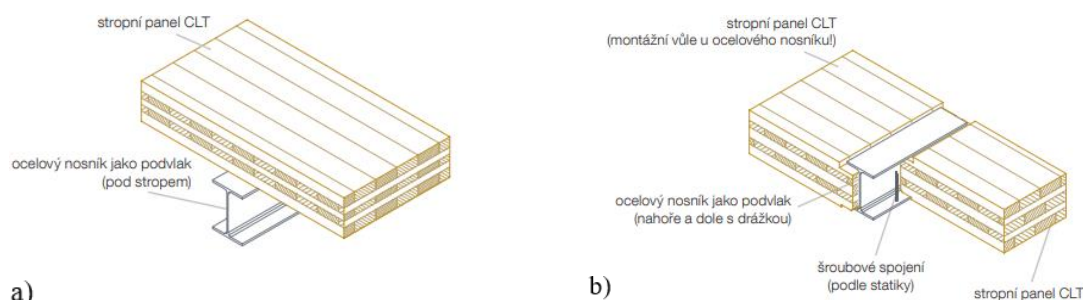 stropní panel CLT
ocelový nosník jako podvlak
(pod stropem)
a)
stropní panel CLT
(montážní vůle u ocelového nosníku!)
ocelový nosník jako podvlak
(nahoře a dole s drážkou)
šroubové spojení
(podle statiky)
stropní panel CLT
b)